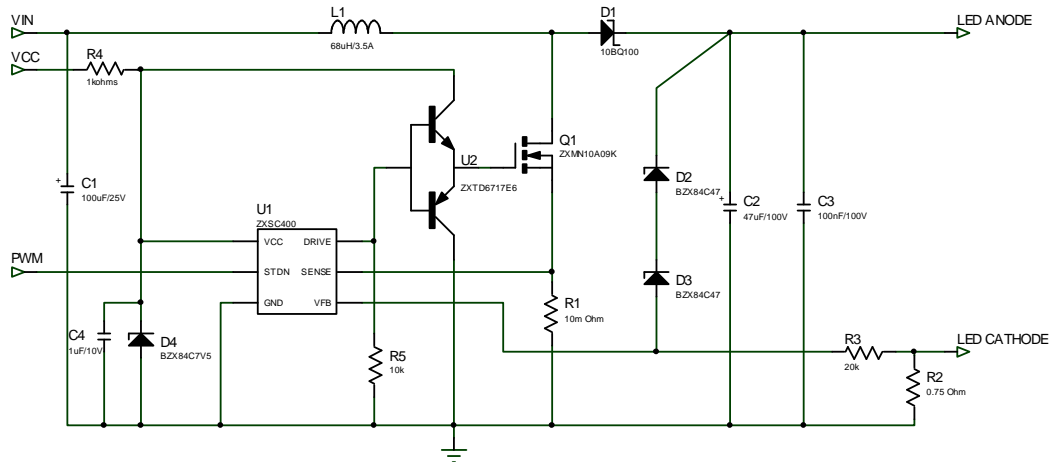 VIN
L1
68uH/3.5A
D1
10BQ100
LED ANODE
VCC
R4
1kohms
Q1
ZXMN10A09K
U2
ZXTD6717E6
C1
+
100uF/25V
D2
BZX84C47
C2
+
47uF/100V
C3
100nF/100V
U1
ZXSC400
VCC DRIVE
STDN SENSE
GND VFB
PWM
D3
BZX84C47
R1
10m Ohm
C4
1uF/10V
D4
BZX84C7V5
R5
10k
R3
20k
LED CATHODE
R2
0.75 Ohm